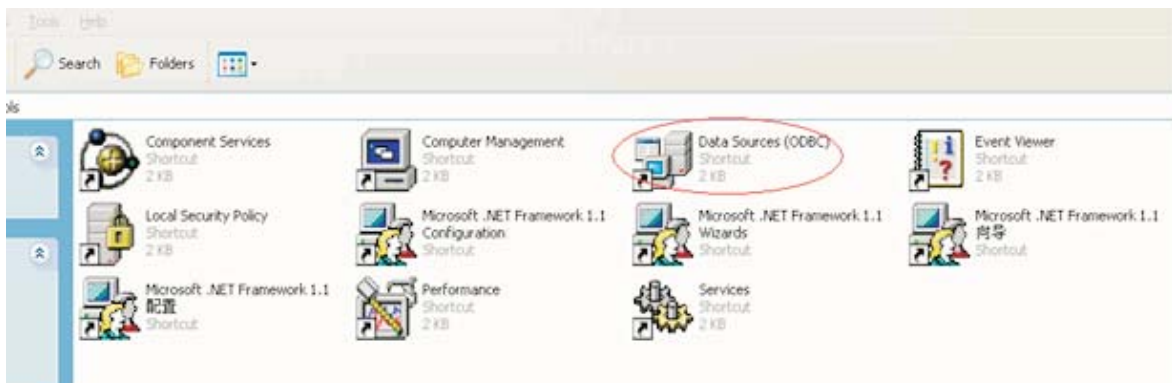 Tools Help
Search Folders
ols
Component Services
Shortcut
2 KB
Computer Management
Shortcut
2 KB
Data Sources (ODBC)
Shortcut
2 KB
Event Viewer
Shortcut
2 KB
Local Security Policy
Shortcut
2 KB
Microsoft .NET Framework 1.1
Configuration
Shortcut
Microsoft .NET Framework 1.1
Wizards
Shortcut
Microsoft .NET Framework 1.1
向导
Shortcut
Microsoft .NET Framework 1.1
配置
Shortcut
Performance
Shortcut
2 KB
Services
Shortcut
2 KB